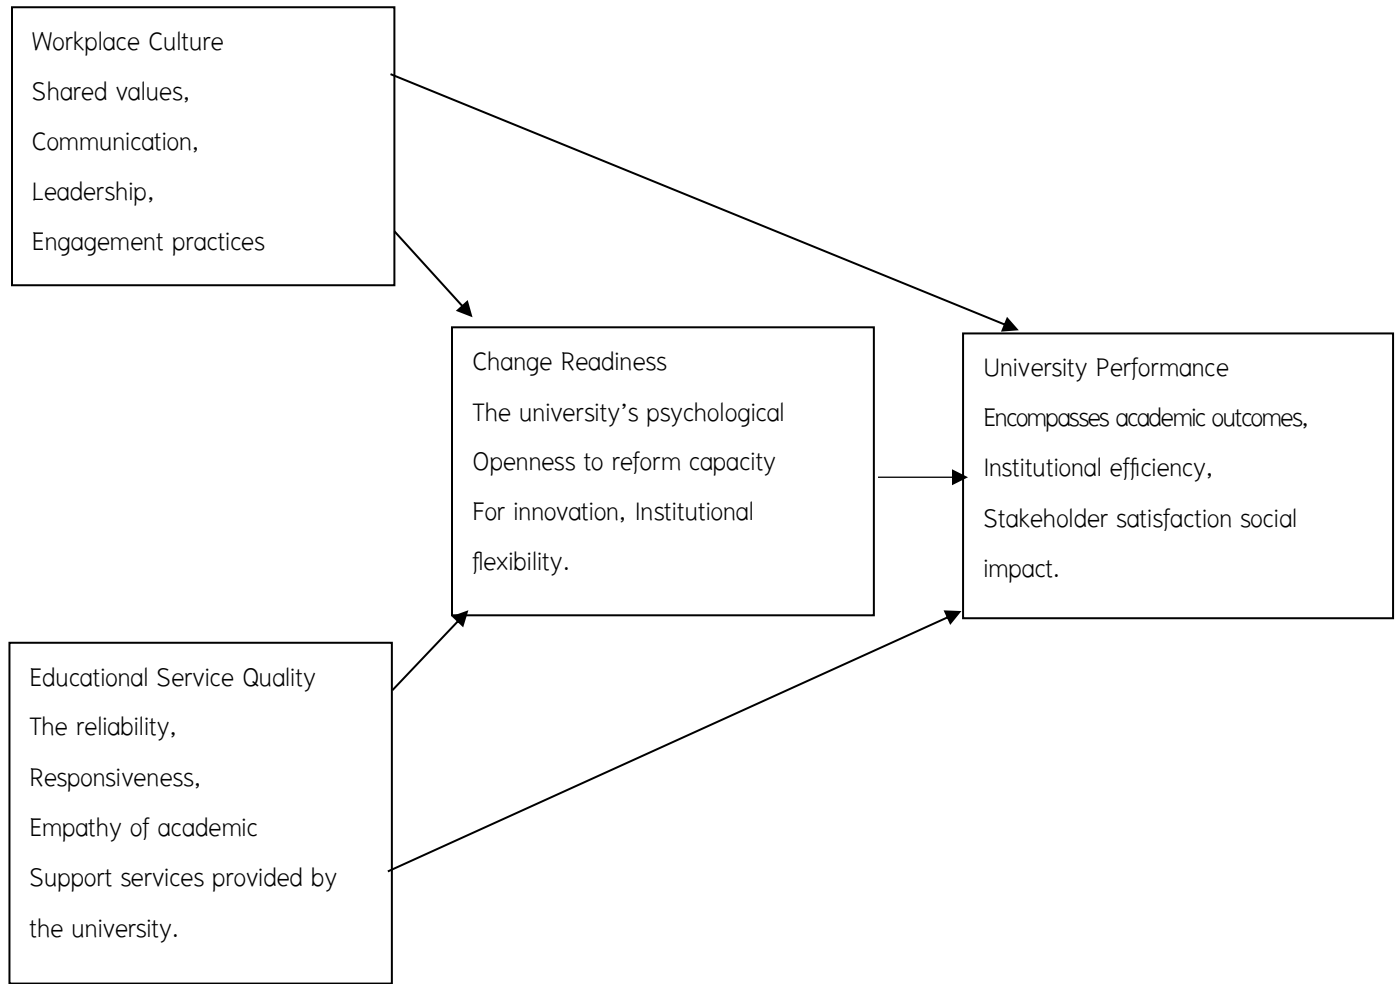 Workplace Culture
Shared values,
Communication,
Leadership,
Engagement practices
Change Readiness
The university’s psychological
Openness to reform capacity
For innovation, Institutional
flexibility.
University Performance
Encompasses academic outcomes,
Institutional efficiency,
Stakeholder satisfaction social
impact.
Educational Service Quality
The reliability,
Responsiveness,
Empathy of academic
Support services provided by
the university.